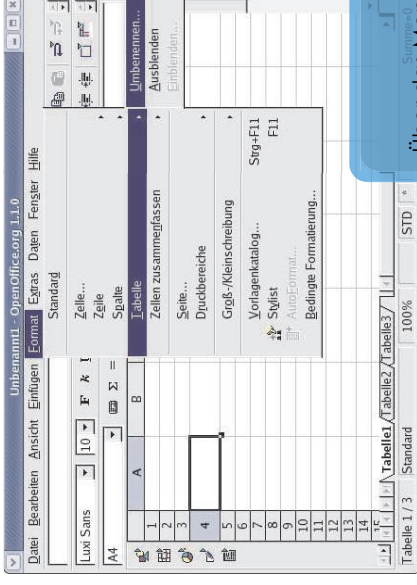 Unbenannt1 - OpenOffice.org 1.1.0
Datei Bearbeiten Ansicht Einfügen Format Extras Daten Fenster Hilfe
Luxi Sans 10 F K
A4 Σ =
Standard
Zelle...
Zeile
Spalte
Tabelle
Zellen zusammenfassen
Seite...
Druckbereiche
Groß-/Kleinschreibung
Vorlagenkatalog... Strg+F11
Stylist F11
AutoFormat...
Bedingte Formatierung...
Umbenennen...
Ausblenden
Einblenden...
A B
1
2
3
4
5
6
7
8
9
10
11
12
13
14
Tabelle1 Tabelle2 Tabelle3
Tabelle 1 / 3 Standard 100% STD * Summe=0